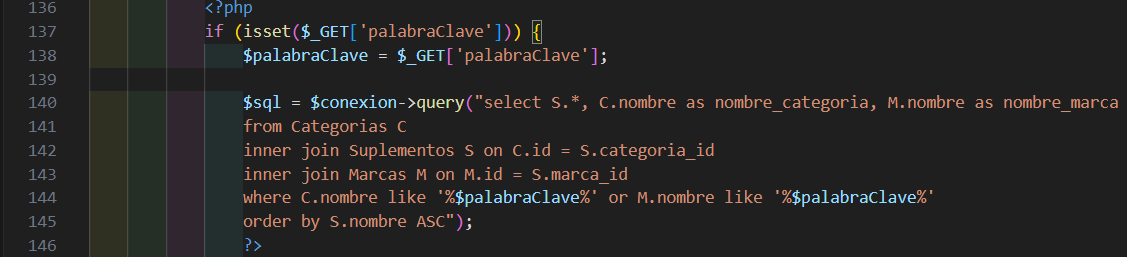 136 <?php
137 if (isset($_GET['palabraClave'])) {
138 $palabraClave = $_GET['palabraClave'];
139
140 $sql = $conexion->query("select S.*, C.nombre as nombre_categoria, M.nombre as nombre_marca
141 from Categorias C
142 inner join Suplementos S on C.id = S.categoria_id
143 inner join Marcas M on M.id = S.marca_id
144 where C.nombre like '%$palabraClave%' or M.nombre like '%$palabraClave%'
145 order by S.nombre ASC");
146 ?>